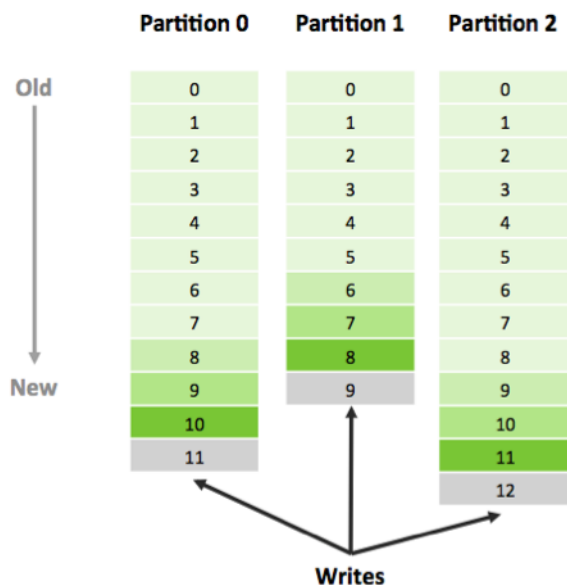 Partition 0 Partition 1 Partition 2
Old 0 0 0
1 1 1
2 2 2
3 3 3
4 4 4
5 5 5
6 6 6
7 7 7
8 8 8
New 9 9 9
10 10
11 11
12
Writes